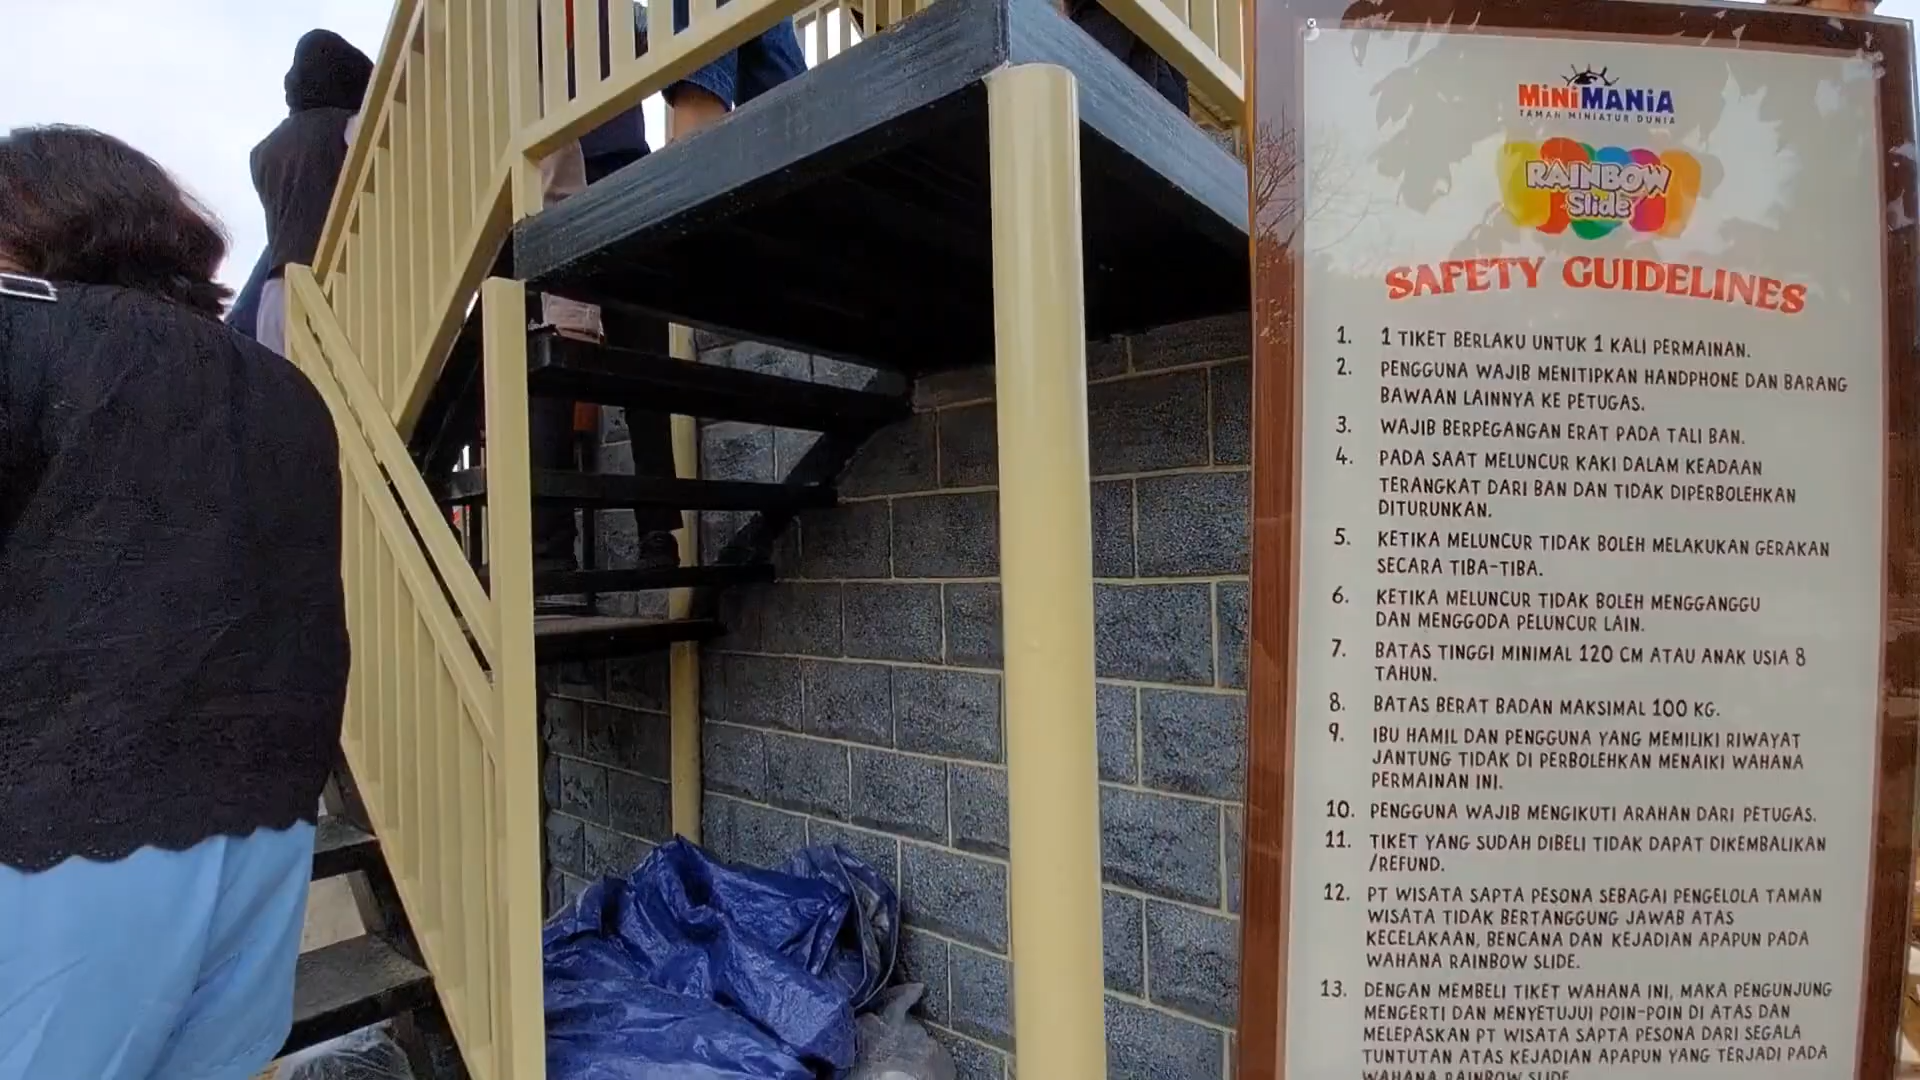 MiNiMANiA
TAMAN MINIATUR DUNIA
RAINBOW
Slide
SAFETY GUIDELINES
1. 1 TIKET BERLAKU UNTUK 1 KALI PERMAINAN.
2. PENGGUNA WAJIB MENITIPKAN HANDPHONE DAN BARANG
BAWAAN LAINNYA KE PETUGAS.
3. WAJIB BERPEGANGAN ERAT PADA TALI BAN.
4. PADA SAAT MELUNCUR KAKI DALAM KEADAAN
TERANGKAT DARI BAN DAN TIDAK DIPERBOLEHKAN
DITURUNKAN.
5. KETIKA MELUNCUR TIDAK BOLEH MELAKUKAN GERAKAN
SECARA TIBA-TIBA.
6. KETIKA MELUNCUR TIDAK BOLEH MENGGANGGU
DAN MENGGODA PELUNCUR LAIN.
7. BATAS TINGGI MINIMAL 120 CM ATAU ANAK USIA 8
TAHUN.
8. BATAS BERAT BADAN MAKSIMAL 100 KG.
9. IBU HAMIL DAN PENGGUNA YANG MEMILIKI RIWAYAT
JANTUNG TIDAK DI PERBOLEHKAN MENAIKI WAHANA
PERMAINAN INI.
10. PENGGUNA WAJIB MENGIKUTI ARAHAN DARI PETUGAS.
11. TIKET YANG SUDAH DIBELI TIDAK DAPAT DIKEMBALIKAN
/REFUND.
12. PT WISATA SAPTA PESONA SEBAGAI PENGELOLA TAMAN
WISATA TIDAK BERTANGGUNG JAWAB ATAS
KECELAKAAN, BENCANA DAN KEJADIAN APAPUN PADA
WAHANA RAINBOW SLIDE.
13. DENGAN MEMBELI TIKET WAHANA INI, MAKA PENGUNJUNG
MENGERTI DAN MENYETUJUI POIN-POIN DI ATAS DAN
MELEPASKAN PT WISATA SAPTA PESONA DARI SEGALA
TUNTUTAN ATAS KEJADIAN APAPUN YANG TERJADI PADA
WAHANA RAINBOW SLIDE.